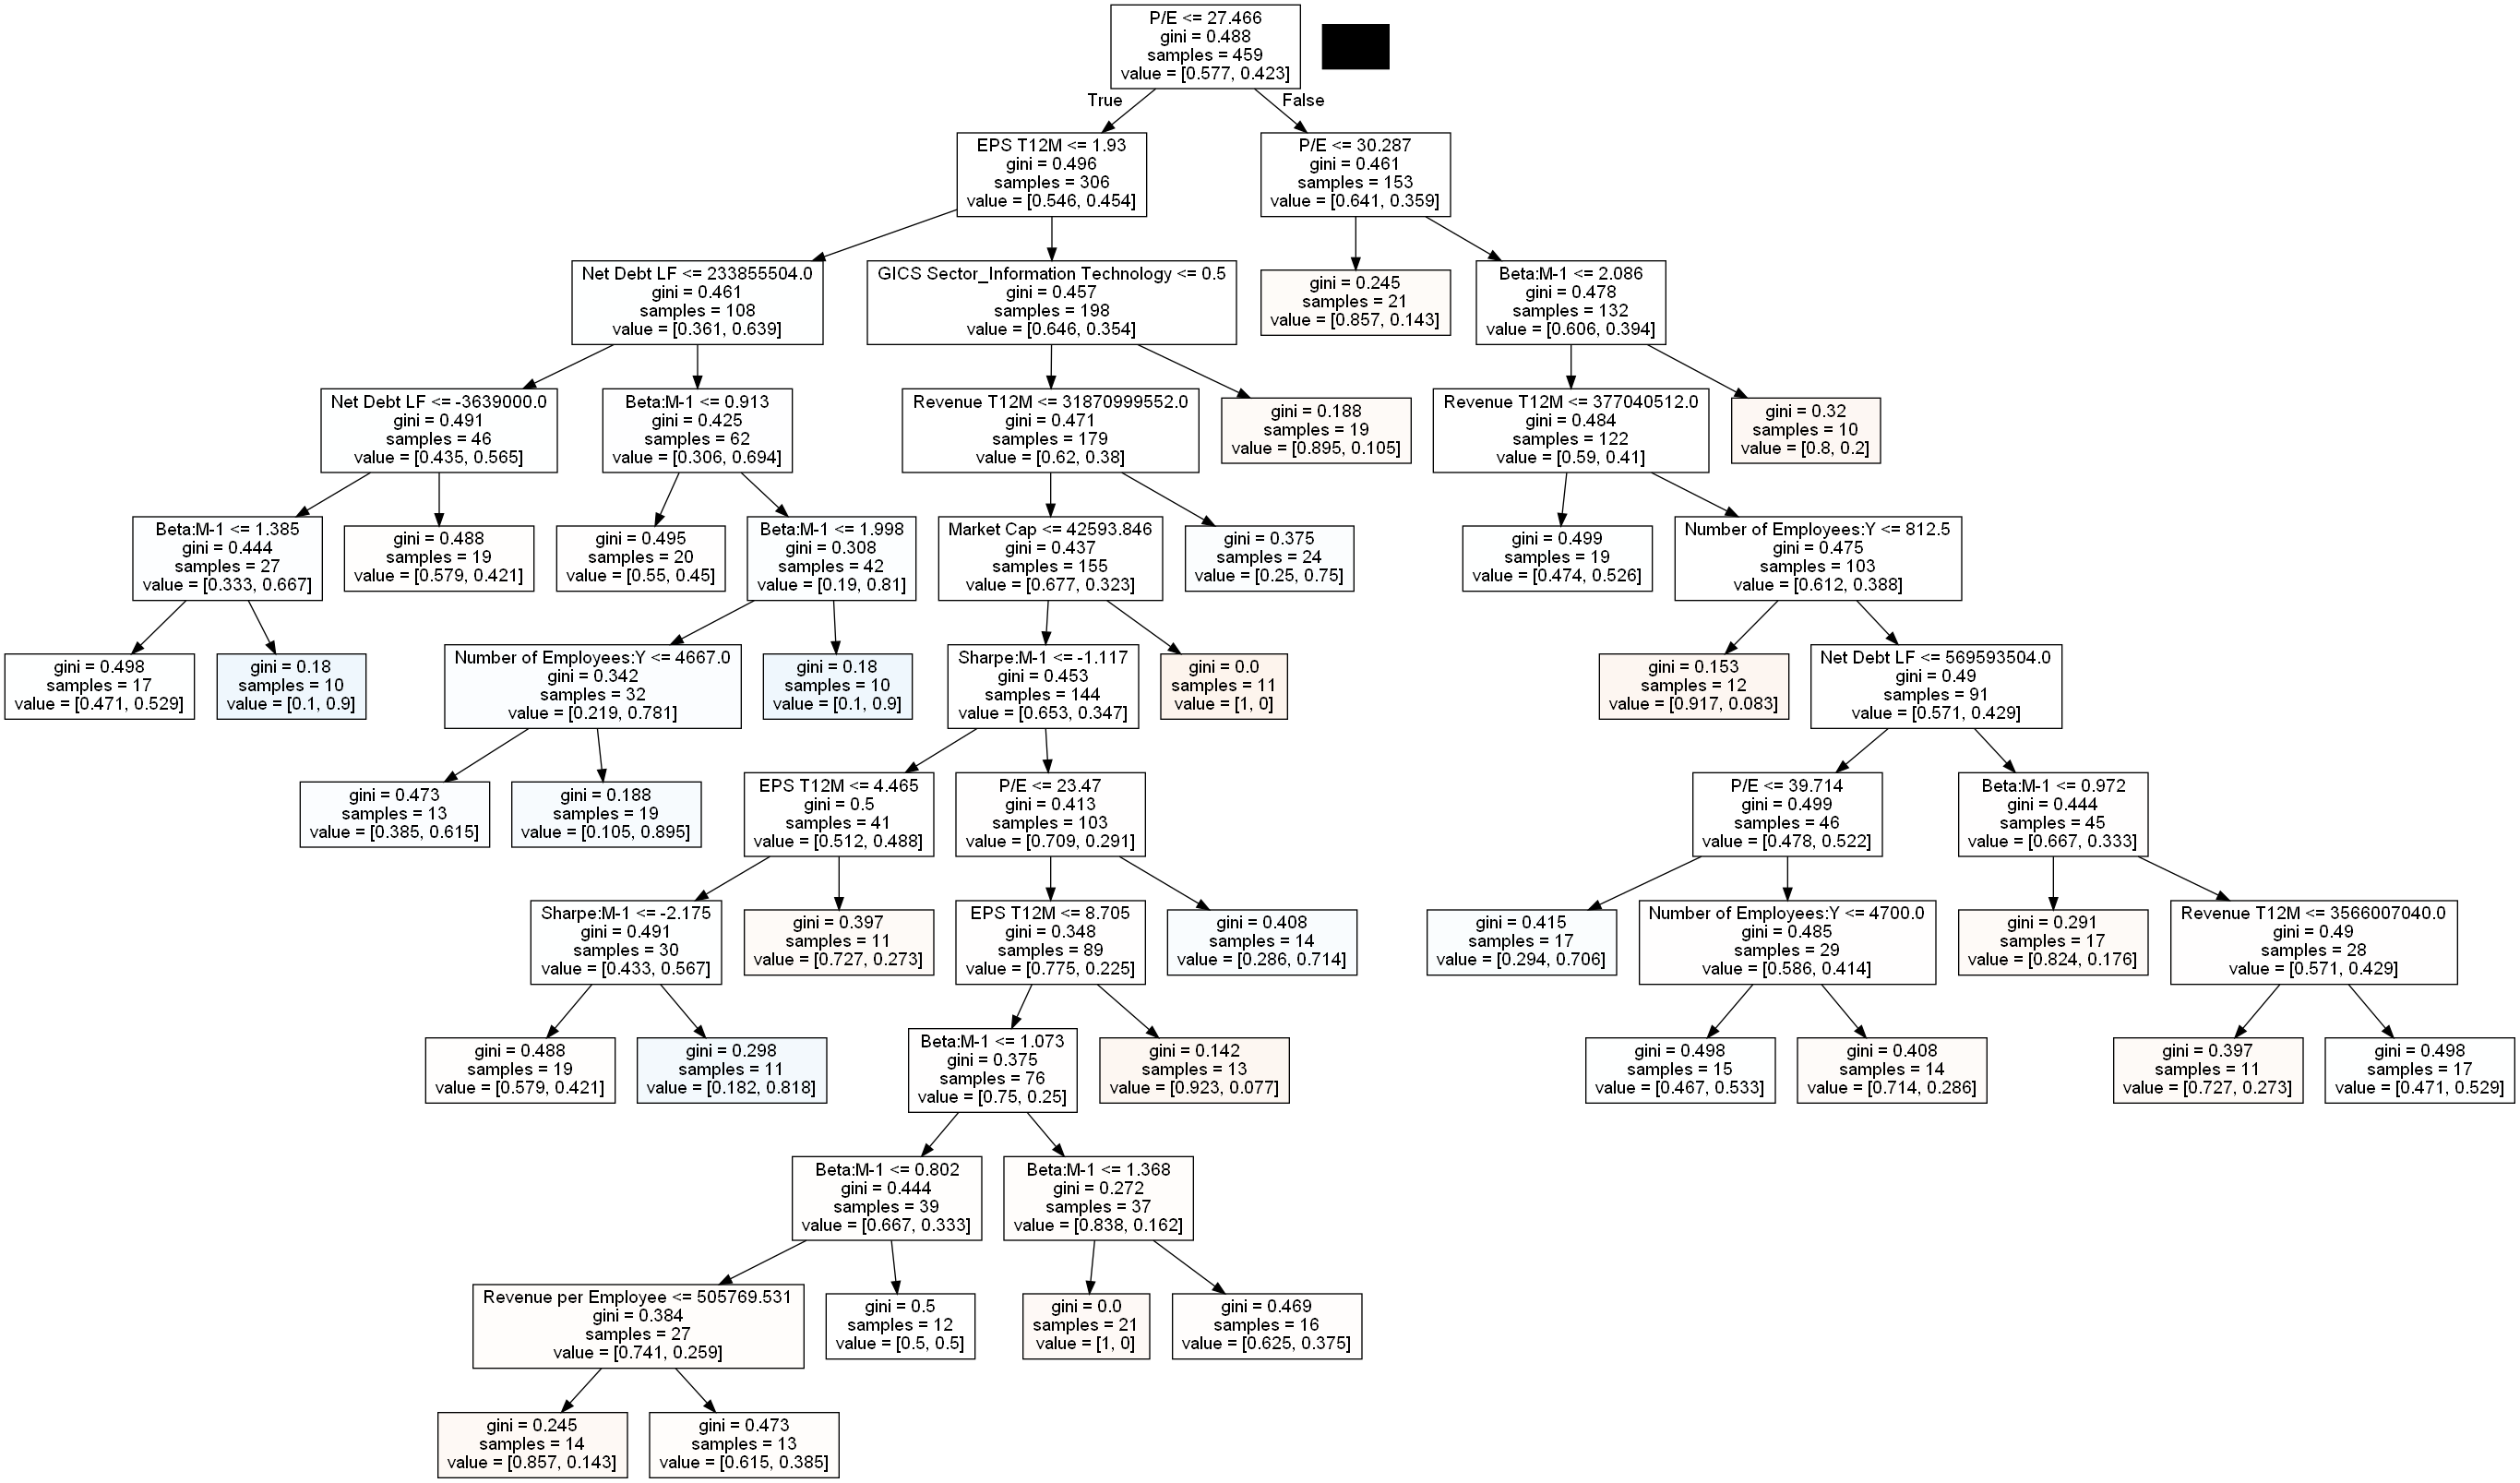 P/E <= 27.466
gini = 0.488
samples = 459
value = [0.577, 0.423]
True
False
EPS T12M <= 1.93
gini = 0.496
samples = 306
value = [0.546, 0.454]
P/E <= 30.287
gini = 0.461
samples = 153
value = [0.641, 0.359]
Net Debt LF <= 233855504.0
gini = 0.461
samples = 108
value = [0.361, 0.639]
GICS Sector_Information Technology <= 0.5
gini = 0.457
samples = 198
value = [0.646, 0.354]
gini = 0.245
samples = 21
value = [0.857, 0.143]
Beta:M-1 <= 2.086
gini = 0.478
samples = 132
value = [0.606, 0.394]
Net Debt LF <= -3639000.0
gini = 0.491
samples = 46
value = [0.435, 0.565]
Beta:M-1 <= 0.913
gini = 0.425
samples = 62
value = [0.306, 0.694]
Revenue T12M <= 31870999552.0
gini = 0.471
samples = 179
value = [0.62, 0.38]
gini = 0.188
samples = 19
value = [0.895, 0.105]
Revenue T12M <= 377040512.0
gini = 0.484
samples = 122
value = [0.59, 0.41]
gini = 0.32
samples = 10
value = [0.8, 0.2]
Beta:M-1 <= 1.385
gini = 0.444
samples = 27
value = [0.333, 0.667]
gini = 0.488
samples = 19
value = [0.579, 0.421]
gini = 0.495
samples = 20
value = [0.55, 0.45]
Beta:M-1 <= 1.998
gini = 0.308
samples = 42
value = [0.19, 0.81]
Market Cap <= 42593.846
gini = 0.437
samples = 155
value = [0.677, 0.323]
gini = 0.375
samples = 24
value = [0.25, 0.75]
gini = 0.499
samples = 19
value = [0.474, 0.526]
Number of Employees:Y <= 812.5
gini = 0.475
samples = 103
value = [0.612, 0.388]
gini = 0.498
samples = 17
value = [0.471, 0.529]
gini = 0.18
samples = 10
value = [0.1, 0.9]
Number of Employees:Y <= 4667.0
gini = 0.342
samples = 32
value = [0.219, 0.781]
gini = 0.18
samples = 10
value = [0.1, 0.9]
Sharpe:M-1 <= -1.117
gini = 0.453
samples = 144
value = [0.653, 0.347]
gini = 0.0
samples = 11
value = [1, 0]
gini = 0.153
samples = 12
value = [0.917, 0.083]
Net Debt LF <= 569593504.0
gini = 0.49
samples = 91
value = [0.571, 0.429]
gini = 0.473
samples = 13
value = [0.385, 0.615]
gini = 0.188
samples = 19
value = [0.105, 0.895]
EPS T12M <= 4.465
gini = 0.5
samples = 41
value = [0.512, 0.488]
P/E <= 23.47
gini = 0.413
samples = 103
value = [0.709, 0.291]
P/E <= 39.714
gini = 0.499
samples = 46
value = [0.478, 0.522]
Beta:M-1 <= 0.972
gini = 0.444
samples = 45
value = [0.667, 0.333]
Sharpe:M-1 <= -2.175
gini = 0.491
samples = 30
value = [0.433, 0.567]
gini = 0.397
samples = 11
value = [0.727, 0.273]
EPS T12M <= 8.705
gini = 0.348
samples = 89
value = [0.775, 0.225]
gini = 0.408
samples = 14
value = [0.286, 0.714]
gini = 0.415
samples = 17
value = [0.294, 0.706]
Number of Employees:Y <= 4700.0
gini = 0.485
samples = 29
value = [0.586, 0.414]
gini = 0.291
samples = 17
value = [0.824, 0.176]
Revenue T12M <= 3566007040.0
gini = 0.49
samples = 28
value = [0.571, 0.429]
gini = 0.488
samples = 19
value = [0.579, 0.421]
gini = 0.298
samples = 11
value = [0.182, 0.818]
Beta:M-1 <= 1.073
gini = 0.375
samples = 76
value = [0.75, 0.25]
gini = 0.142
samples = 13
value = [0.923, 0.077]
gini = 0.498
samples = 15
value = [0.467, 0.533]
gini = 0.408
samples = 14
value = [0.714, 0.286]
gini = 0.397
samples = 11
value = [0.727, 0.273]
gini = 0.498
samples = 17
value = [0.471, 0.529]
Beta:M-1 <= 0.802
gini = 0.444
samples = 39
value = [0.667, 0.333]
Beta:M-1 <= 1.368
gini = 0.272
samples = 37
value = [0.838, 0.162]
Revenue per Employee <= 505769.531
gini = 0.384
samples = 27
value = [0.741, 0.259]
gini = 0.5
samples = 12
value = [0.5, 0.5]
gini = 0.0
samples = 21
value = [1, 0]
gini = 0.469
samples = 16
value = [0.625, 0.375]
gini = 0.245
samples = 14
value = [0.857, 0.143]
gini = 0.473
samples = 13
value = [0.615, 0.385]